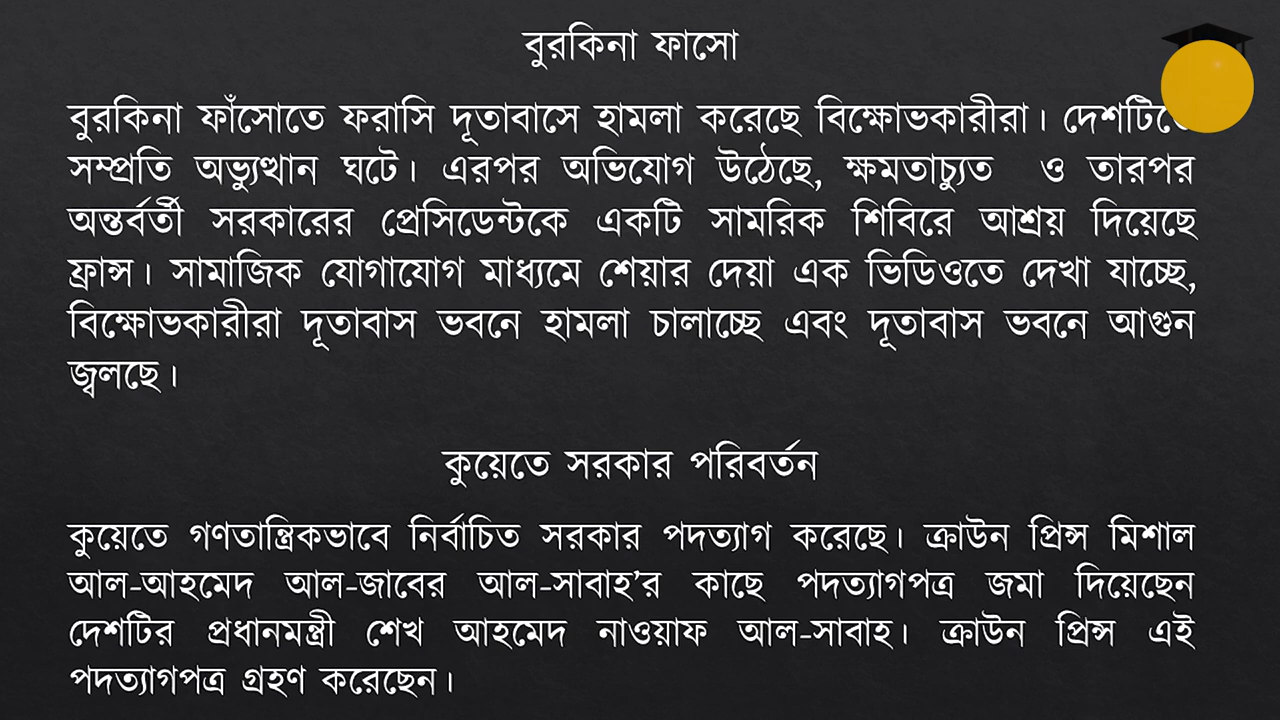 বুরকিনা ফাসো
বুরকিনা ফাঁসোতে ফরাসি দূতাবাসে হামলা করেছে বিক্ষোভকারীরা। দেশটিতে
সম্প্রতি অভ্যুত্থান ঘটে। এরপর অভিযোগ উঠেছে, ক্ষমতাচ্যুত ও তারপর
অন্তর্বর্তী সরকারের প্রেসিডেন্টকে একটি সামরিক শিবিরে আশ্রয় দিয়েছে
ফ্রান্স। সামাজিক যোগাযোগ মাধ্যমে শেয়ার দেয়া এক ভিডিওতে দেখা যাচ্ছে,
বিক্ষোভকারীরা দূতাবাস ভবনে হামলা চালাচ্ছে এবং দূতাবাস ভবনে আগুন
জ্বলছে।
কুয়েতে সরকার পরিবর্তন
কুয়েতে গণতান্ত্রিকভাবে নির্বাচিত সরকার পদত্যাগ করেছে। ক্রাউন প্রিন্স মিশাল
আল-আহমেদ আল-জাবের আল-সাবাহ’র কাছে পদত্যাগপত্র জমা দিয়েছেন
দেশটির প্রধানমন্ত্রী শেখ আহমেদ নাওয়াফ আল-সাবাহ। ক্রাউন প্রিন্স এই
পদত্যাগপত্র গ্রহণ করেছেন।